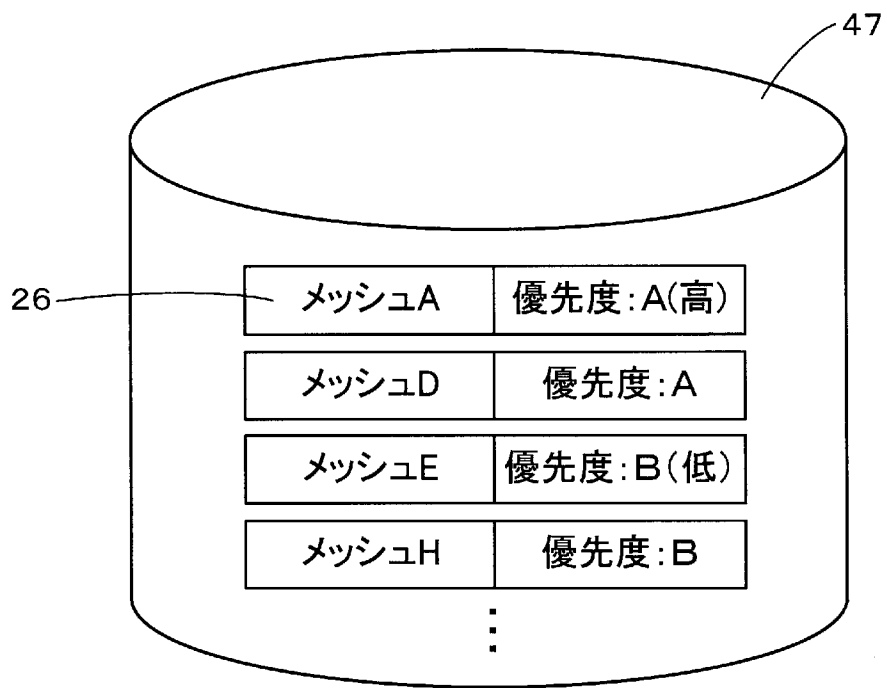 47
26
メッシュA 優先度:A(高)
メッシュD 優先度:A
メッシュE 優先度:B(低)
メッシュH 優先度:B
⋮